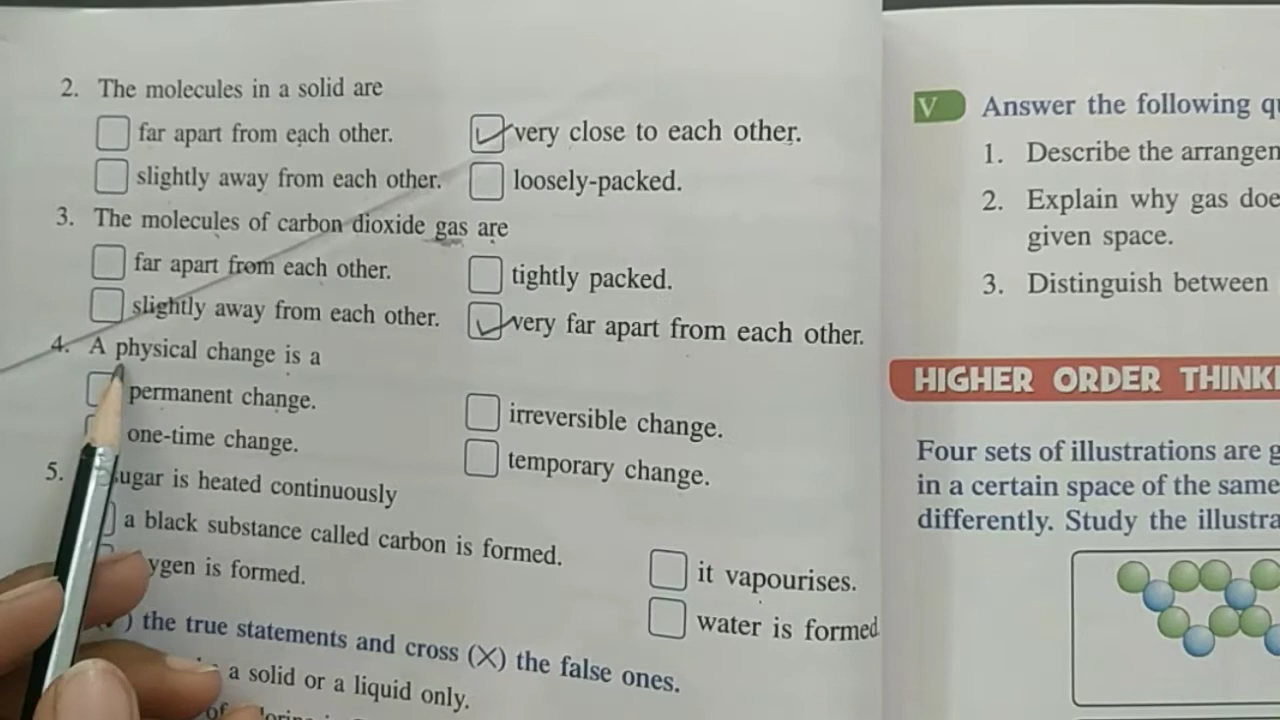 2. The molecules in a solid are
far apart from each other. very close to each other.
slightly away from each other. loosely-packed.
3. The molecules of carbon dioxide gas are
far apart from each other. tightly packed.
slightly away from each other. very far apart from each other.
4. A physical change is a
permanent change. irreversible change.
one-time change. temporary change.
5. is heated continuously
a black substance called carbon is formed. it vapourises.
is formed. water is formed
the true statements and cross (X) the false ones.
a solid or a liquid only.
of
V Answer the following
1. Describe the
2. Explain why gas
given space.
3. Distinguish between
HIGHER ORDER
Four sets of illustrations are
in a certain space of the same
differently. Study the